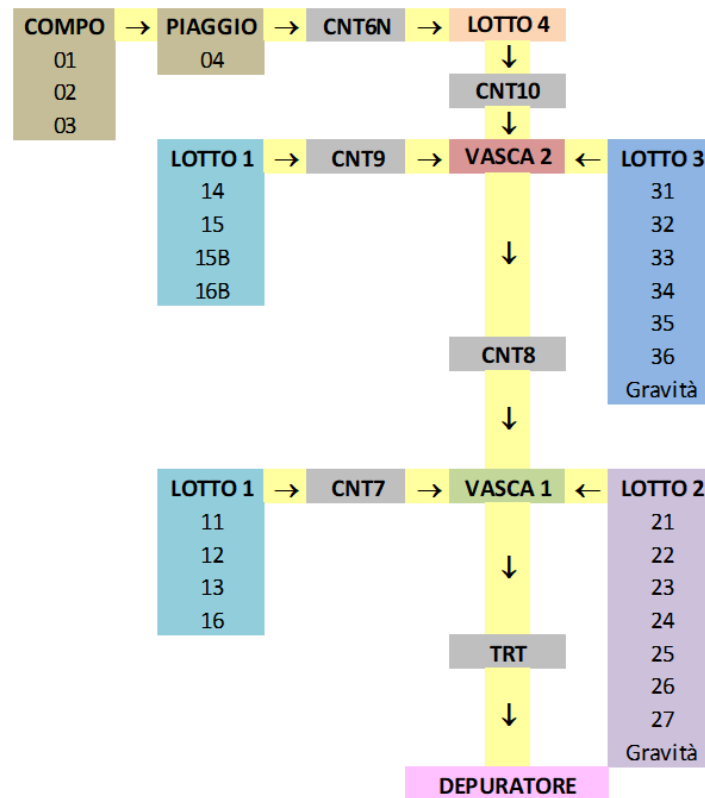 COMPO → PIAGGIO → CNT6N → LOTTO 4
01 04 ↓
02 CNT10
03 ↓
LOTTO 1 → CNT9 → VASCA 2 ← LOTTO 3
14 31
15 32
15B ↓ 33
16B 34
35
CNT8 36
Gravità
↓
LOTTO 1 → CNT7 → VASCA 1 ← LOTTO 2
11 21
12 22
13 ↓ 23
16 24
TRT 25
26
↓ 27
Gravità
DEPURATORE